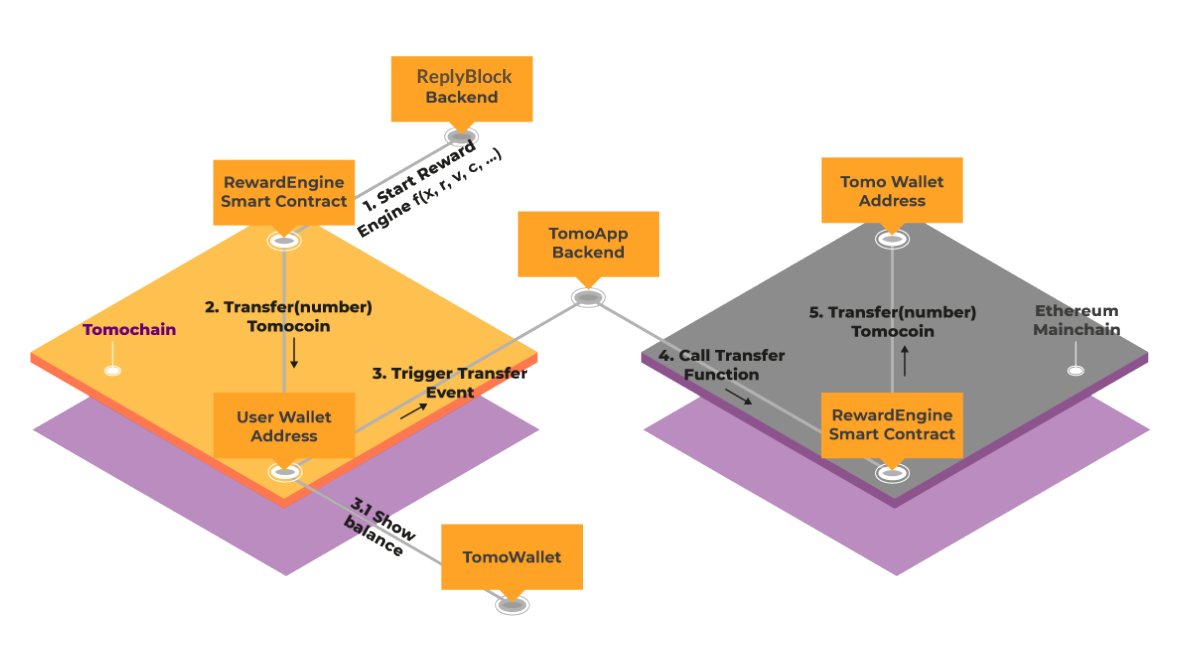 ReplyBlock
Backend
1. Start Reward
Engine f(x, r, v, c, ...)
RewardEngine
Smart Contract
2. Transfer(number)
Tomocoin
Tomochain
User Wallet
Address
3. Trigger Transfer
Event
3.1 Show
balance
TomoWallet
TomoApp
Backend
4. Call Transfer
Function
Tomo Wallet
Address
5. Transfer(number)
Tomocoin
Ethereum
Mainchain
RewardEngine
Smart Contract